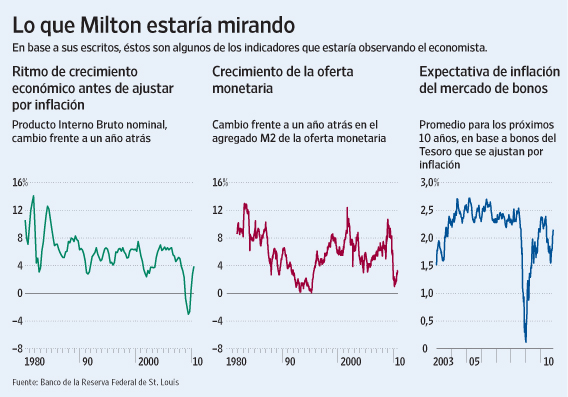 Lo que Milton estaría mirando
En base a sus escritos, éstos son algunos de los indicadores que estaría observando el economista.
Ritmo de crecimiento
económico antes de ajustar
por inflación
Producto Interno Bruto nominal,
cambio frente a un año atrás
16%
12
8
4
0
−4
−8
1980 90 2000 10
Crecimiento de la oferta
monetaria
Cambio frente a un año atrás en el
agregado M2 de la oferta monetaria
16%
12
8
4
0
−4
−8
1980 90 2000 10
Expectativa de inflación
del mercado de bonos
Promedio para los próximos
10 años, en base a bonos del
Tesoro que se ajustan por
inflación
3,0%
2,5
2,0
1,5
1,0
0,5
0
2003 05 10
Fuente: Banco de la Reserva Federal de St. Louis